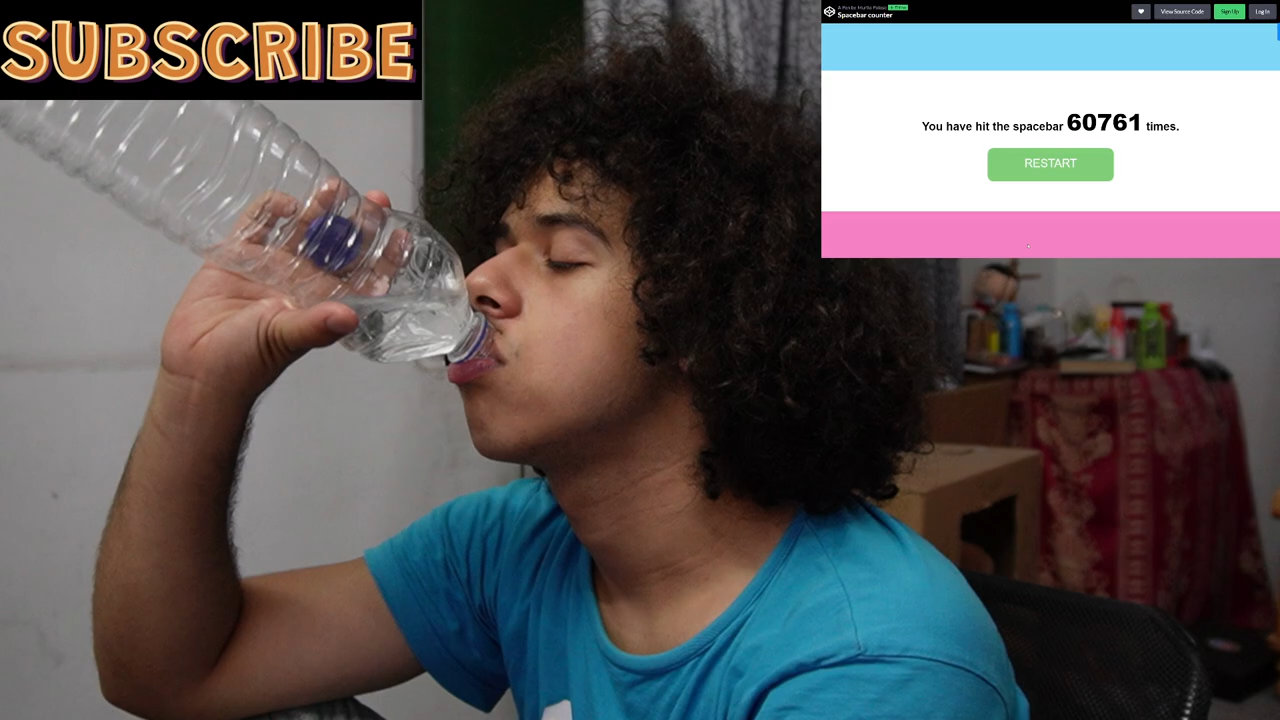 SUBSCRIBE
Spacebar counter
View Source Code
Sign Up
Log In
You have hit the spacebar 60761 times.
RESTART